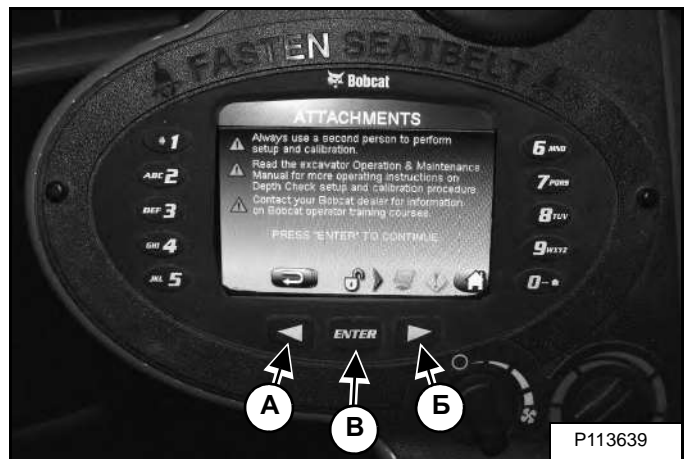 FASTEN SEATBELT
Bobcat
ATTACHMENTS
Always use a second person to perform
setup and calibration.
Read the excavator Operation & Maintenance
Manual for more operating instructions on
Depth Check setup and calibration procedure.
Contact your Bobcat dealer for information
on Bobcat operator training courses.
PRESS "ENTER" TO CONTINUE
1
ABC 2
DEF 3
GHI 4
JKL 5
6 MNO
7 PQRS
8 TUV
9 WXYZ
0
ENTER
А
В
Б
P113639